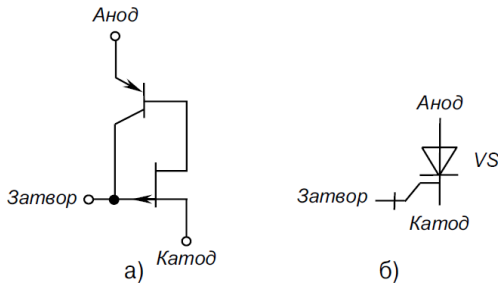 Анод
Затвор
Катод
а)
Анод
VS
Затвор
Катод
б)